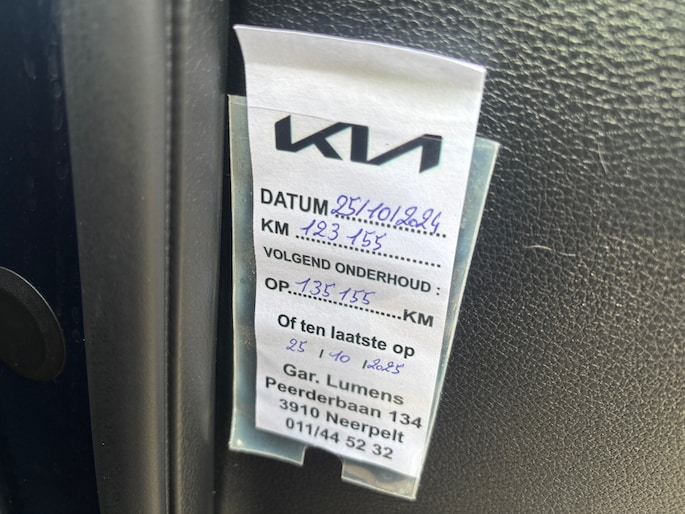 KIA
DATUM 25/10/2024
KM 123 155
VOLGEND ONDERHOUD :
OP 135 155 KM
Of ten laatste op
25 / 10 / 2025
Gar. Lumens
Peerderbaan 134
3910 Neerpelt
011/44 52 32